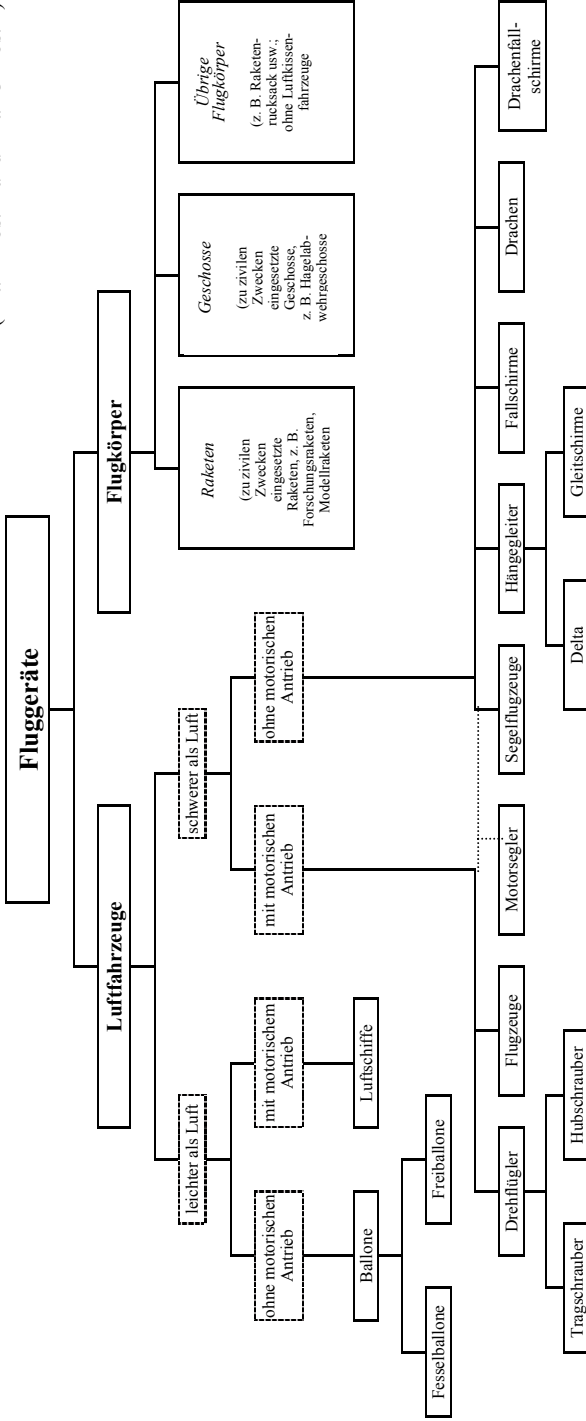 Fluggeräte
Luftfahrzeuge
Flugkörper
leichter als Luft
schwerer als Luft
ohne motorischen
Antrieb
mit motorischem
Antrieb
mit motorischen
Antrieb
ohne motorischen
Antrieb
Raketen
(zu zivilen
Zwecken
eingesetzte
Raketen, z. B.
Forschungsraketen,
Modellraketen
Geschosse
(zu zivilen
Zwecken
eingesetzte
Geschosse,
z. B. Hagelab-
wehrgeschosse
Übrige
Flugkörper
(z. B. Raketen-
rucksack usw.;
ohne Luftkissen-
fahrzeuge
Ballone
Luftschiffe
Fesselballone
Freiballone
Drehflügler
Flugzeuge
Motorsegler
Segelflugzeuge
Hängegleiter
Fallschirme
Drachen
Drachenfall-
schirme
Tragschrauber
Hubschrauber
Delta
Gleitschirme